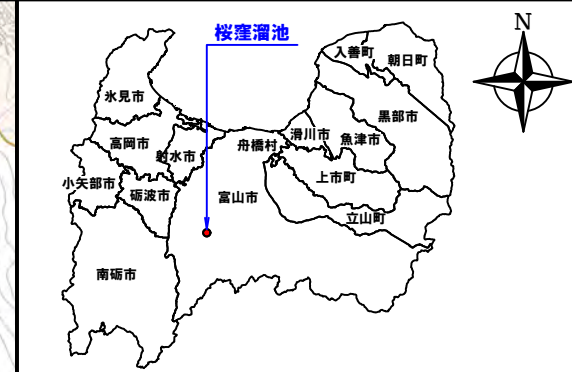 桜窪溜池
N
入善町
朝日町
氷見市
黒部市
高岡市
射水市
舟橋村
滑川市
魚津市
小矢部市
砺波市
富山市
上市町
立山町
南砺市